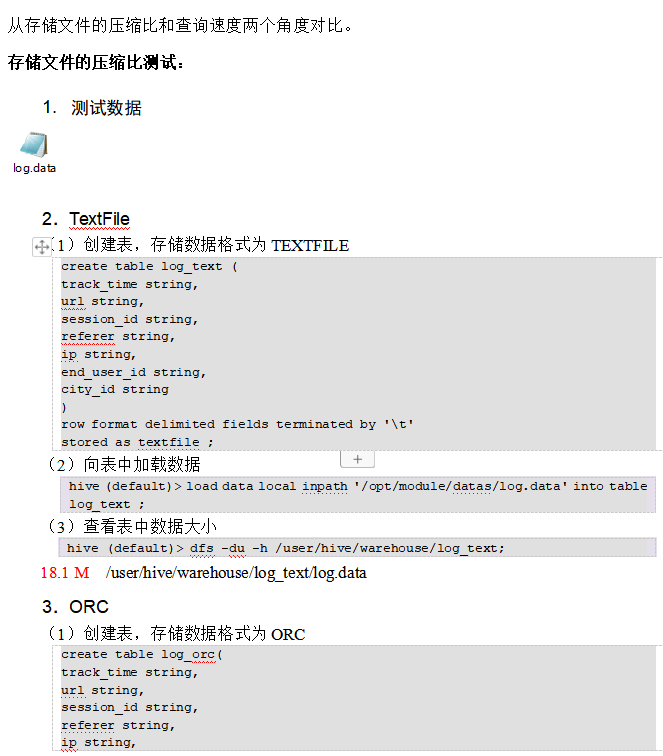 从存储文件的压缩比和查询速度两个角度对比。
存储文件的压缩比测试：
1. 测试数据
log.data
2．TextFile
（1）创建表，存储数据格式为 TEXTFILE
create table log_text (
track_time string,
url string,
session_id string,
referer string,
ip string,
end_user_id string,
city_id string
)
row format delimited fields terminated by '\t'
stored as textfile ;
（2）向表中加载数据
hive (default)> load data local inpath '/opt/module/datas/log.data' into table
log_text ;
（3）查看表中数据大小
hive (default)> dfs -du -h /user/hive/warehouse/log_text;
18.1 M /user/hive/warehouse/log_text/log.data
3．ORC
（1）创建表，存储数据格式为 ORC
create table log_orc(
track_time string,
url string,
session_id string,
referer string,
ip string,